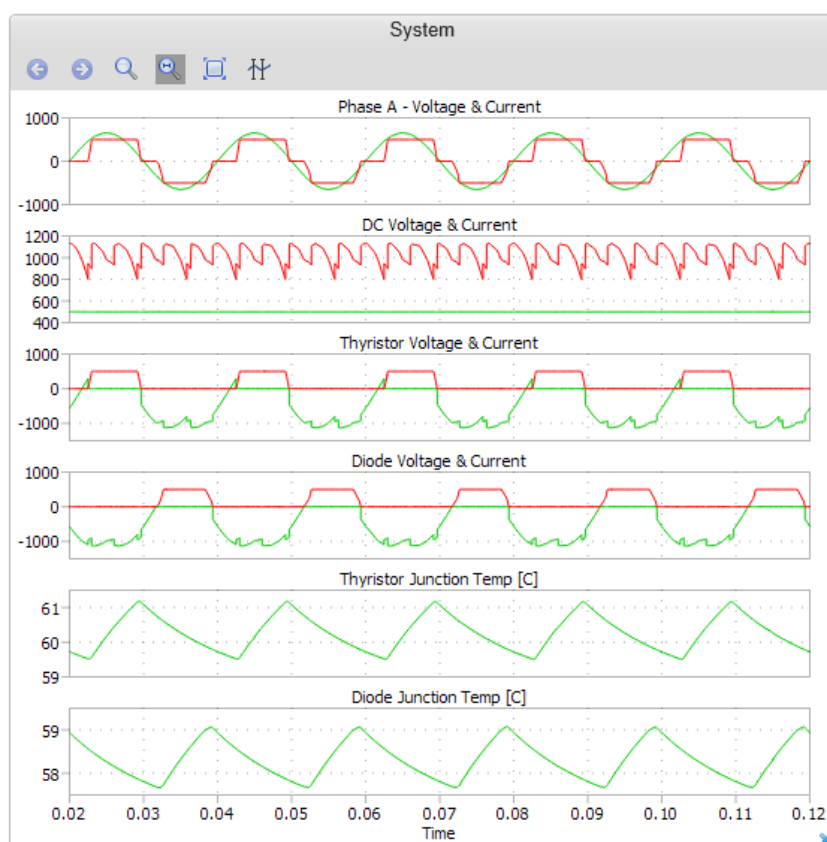 System
Phase A - Voltage & Current
1000
0
-1000
DC Voltage & Current
1200
1000
800
600
400
Thyristor Voltage & Current
1000
0
-1000
Diode Voltage & Current
1000
0
-1000
Thyristor Junction Temp [C]
61
60
59
Diode Junction Temp [C]
59
58
0.02 0.03 0.04 0.05 0.06 0.07 0.08 0.09 0.10 0.11 0.12
Time